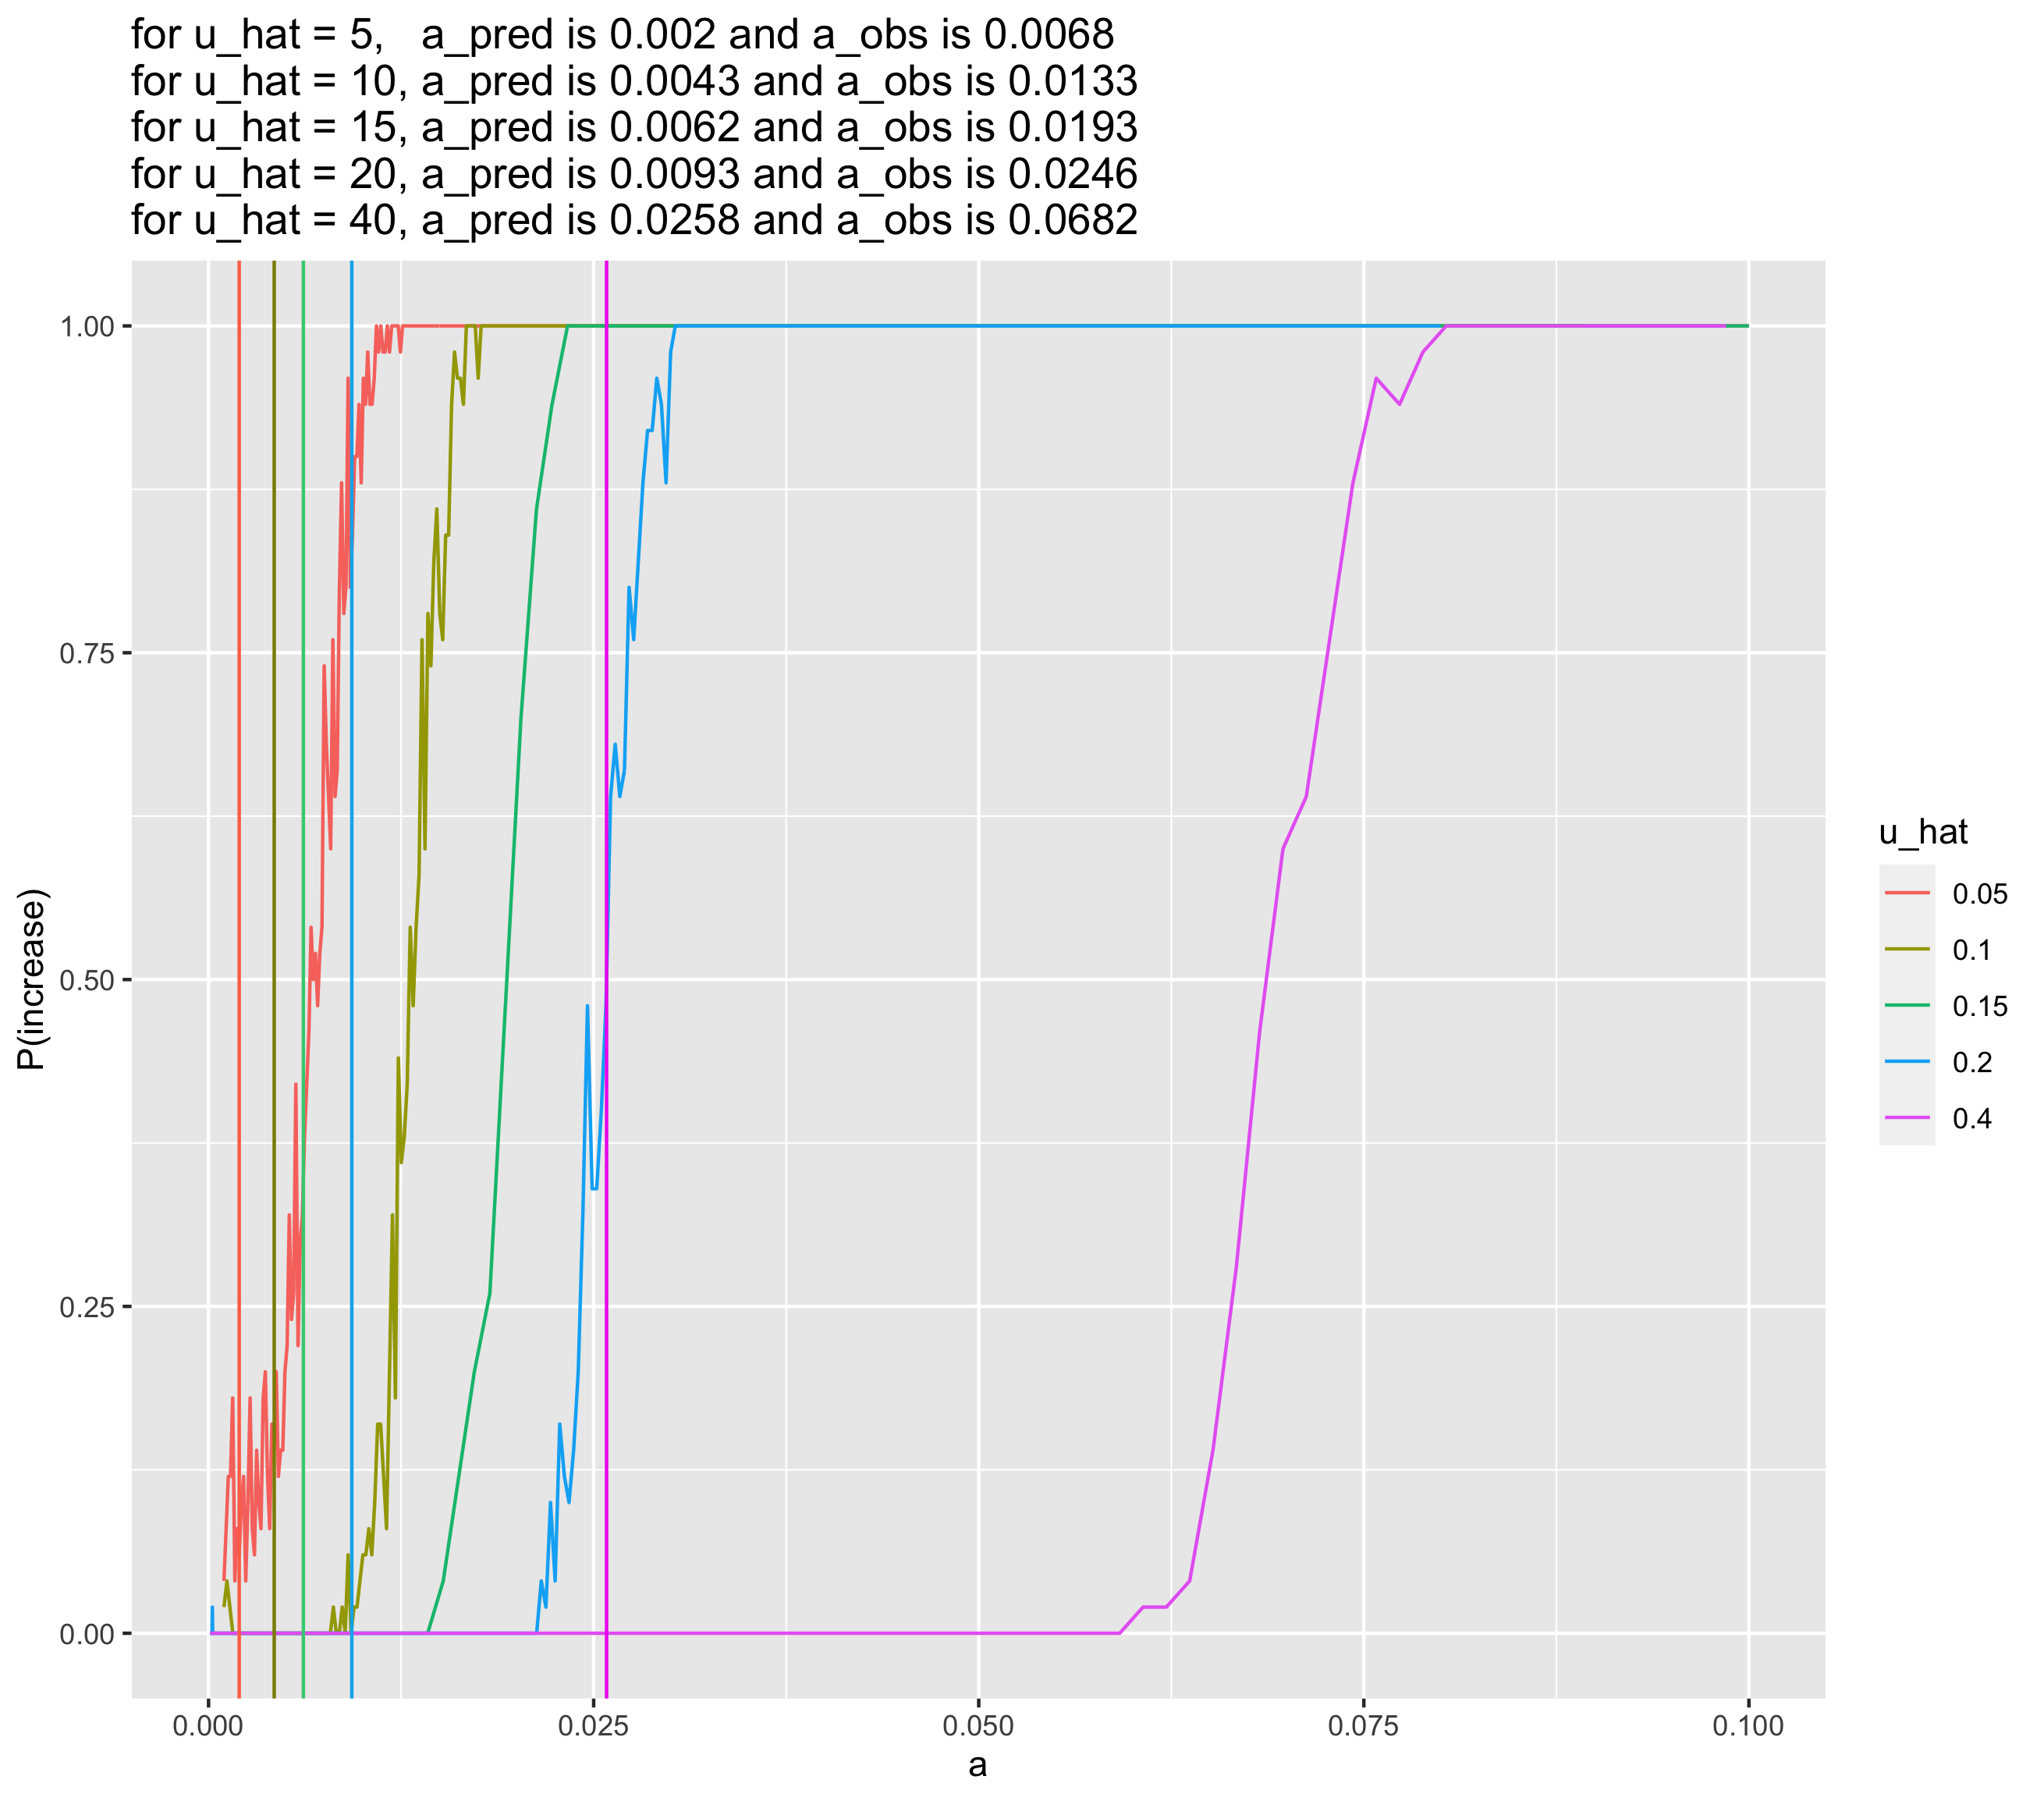 for u_hat = 5,   a_pred is 0.002 and a_obs is 0.0068
for u_hat = 10, a_pred is 0.0043 and a_obs is 0.0133
for u_hat = 15, a_pred is 0.0062 and a_obs is 0.0193
for u_hat = 20, a_pred is 0.0093 and a_obs is 0.0246
for u_hat = 40, a_pred is 0.0258 and a_obs is 0.0682
1.00
0.75
0.50
0.25
0.00
P(increase)
0.000
0.025
0.050
0.075
0.100
a
u_hat
0.05
0.1
0.15
0.2
0.4